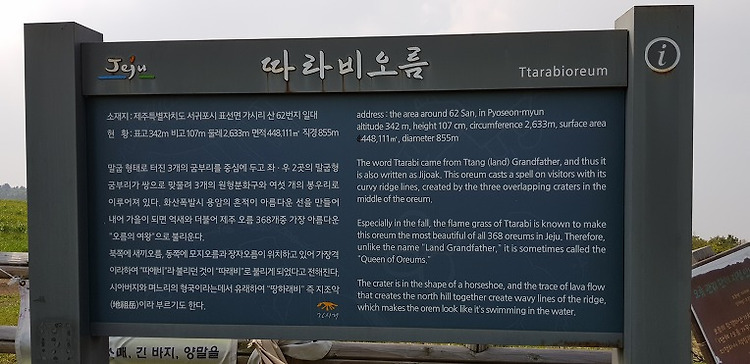 Jeju
따라비오름
Ttarabioreum
i
소재지 : 제주특별자치도 서귀포시 표선면 가시리 산 62번지 일대
현 황 : 표고 342m 비고 107m 둘레 2,633m 면적 448,111㎡ 직경 855m
말굽 형태로 터진 3개의 굼부리를 중심에 두고 좌 · 우 2곳의 말굽형
굼부리가 쌍으로 맞물려 3개의 원형분화구와 여섯 개의 봉우리로
이루어져 있다. 화산폭발시 용암의 흔적이 아름다운 선을 만들어
내어 가을이 되면 억새와 더불어 제주 오름 368개중 가장 아름다운
"오름의 여왕"으로 불리운다.
북쪽에 새끼오름, 동쪽에 모지오름과 장자오름이 위치하고 있어 가장격
이라하여 "따애비"라 불리던 것이 "따래비"로 불리게 되었다고 전해진다.
시아버지와 며느리의 형국이라는데서 유래하여 "땅하래비" 즉 지조악
(地祖岳)이라 부르기도 한다.
가시리
address : the area around 62 San, in Pyoseon-myun
altitude 342 m, height 107 cm, circumference 2,633m, surface area
448,111㎡, diameter 855m
The word Ttarabi came from Ttang (land) Grandfather, and thus it
is also written as Jijoak. This oreum casts a spell on visitors with its
curvy ridge lines, created by the three overlapping craters in the
middle of the oreum.
Especially in the fall, the flame grass of Ttarabi is known to make
this oreum the most beautiful of all 368 oreums in Jeju. Therefore,
unlike the name "Land Grandfather," it is sometimes called the
"Queen of Oreums."
The crater is in the shape of a horseshoe, and the trace of lava flow
that creates the north hill together create wavy lines of the ridge,
which makes the orem look like it's swimming in the water.
소매, 긴 바지, 양말을